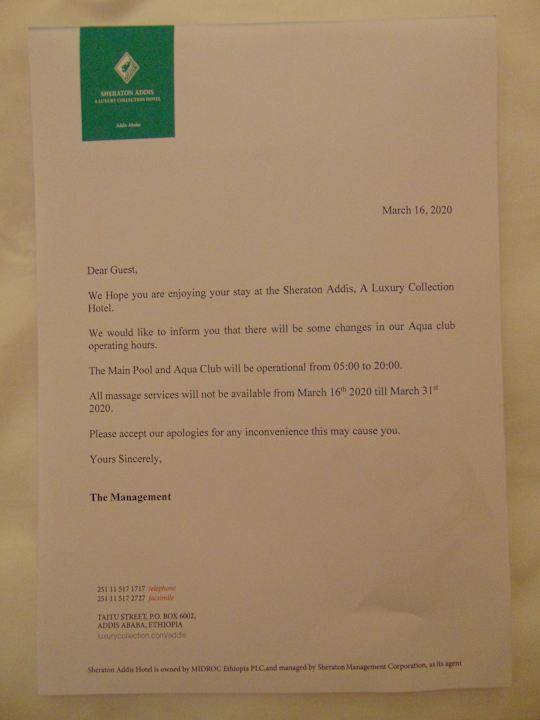 SHERATON ADDIS
A LUXURY COLLECTION HOTEL
Addis Ababa
March 16, 2020
Dear Guest,
We Hope you are enjoying your stay at the Sheraton Addis, A Luxury Collection
Hotel.
We would like to inform you that there will be some changes in our Aqua club
operating hours.
The Main Pool and Aqua Club will be operational from 05:00 to 20:00.
All massage services will not be available from March 16th 2020 till March 31st
2020.
Please accept our apologies for any inconvenience this may cause you.
Yours Sincerely,
The Management
251 11 517 1717 telephone
251 11 517 2727 facsimile
TAITU STREET, P.O. BOX 6002,
ADDIS ABABA, ETHIOPIA
luxurycollection.com/addis
Sheraton Addis Hotel is owned by MIDROC Ethiopia PLC,and managed by Sheraton Management Corporation, as its agent